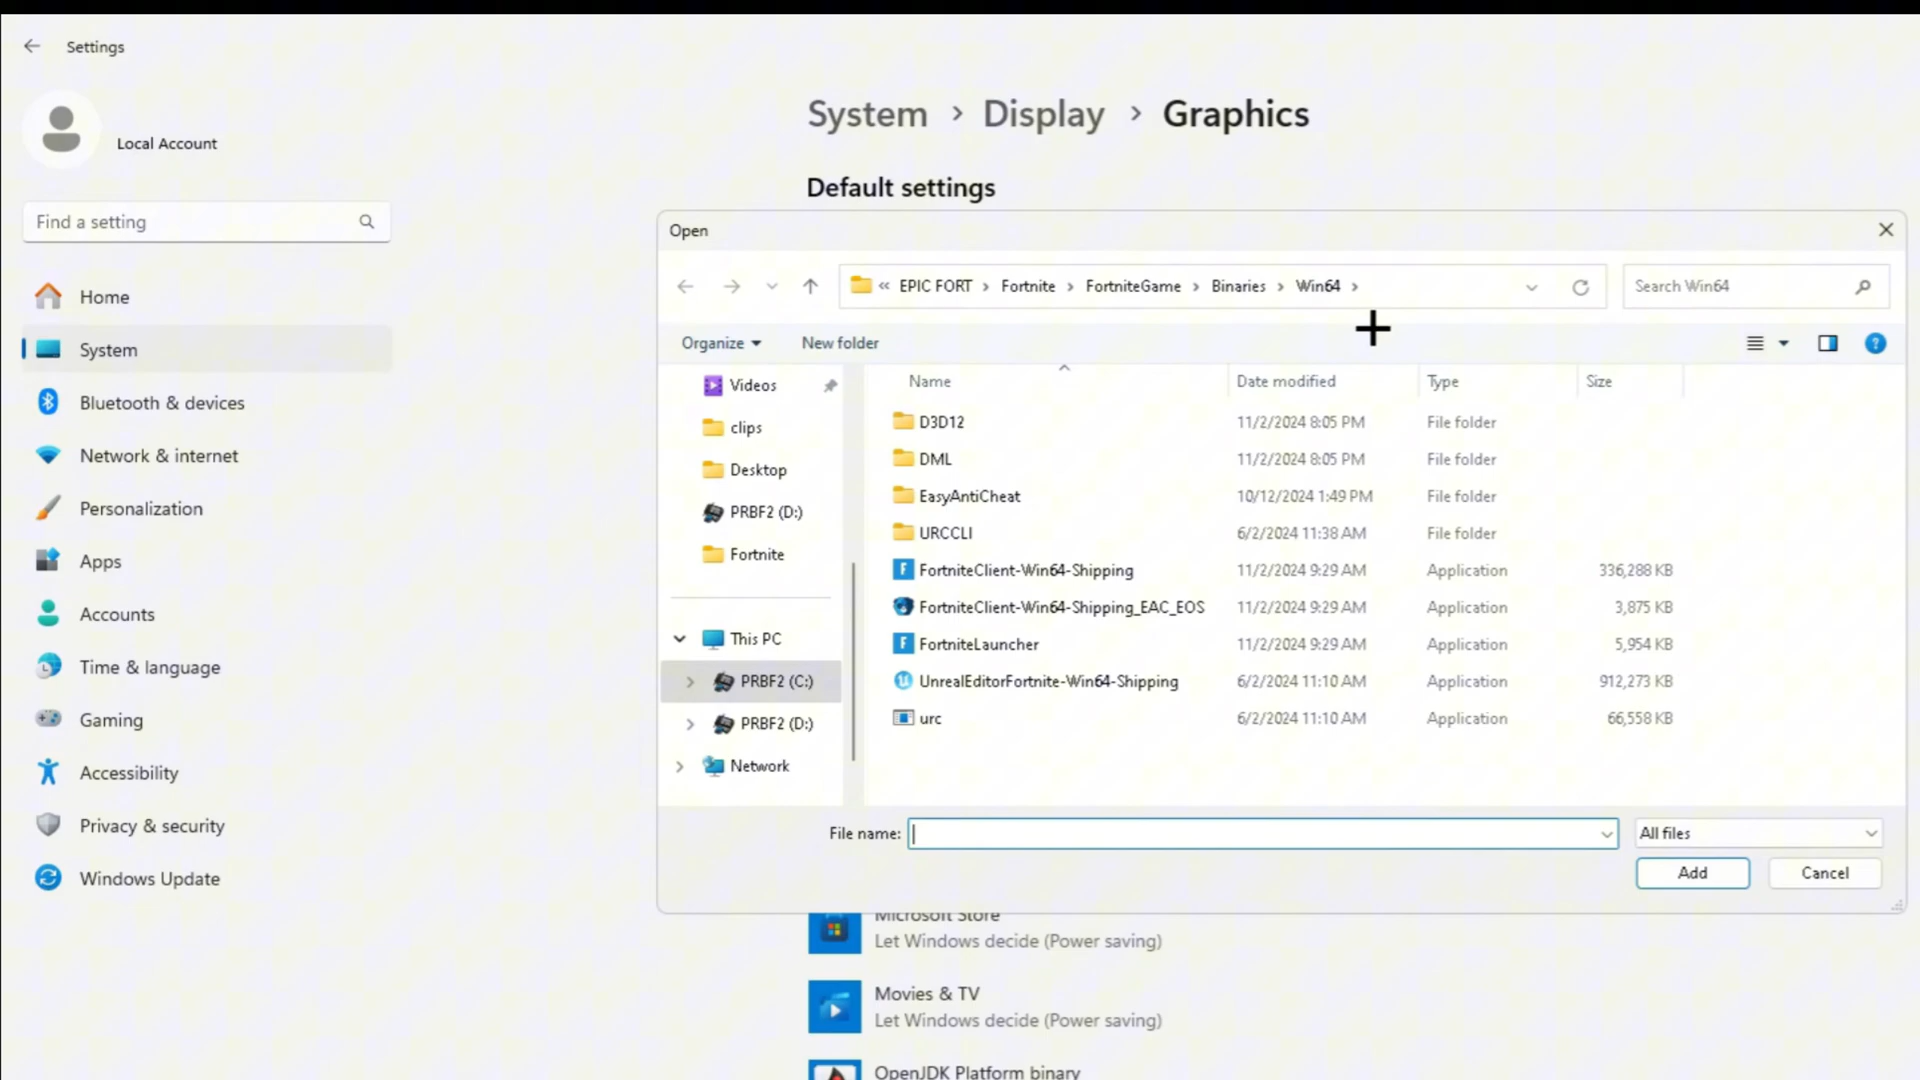 Settings
Local Account
Find a setting
Home
System
Bluetooth & devices
Network & internet
Personalization
Apps
Accounts
Time & language
Gaming
Accessibility
Privacy & security
Windows Update
System > Display > Graphics
Default settings
Open
« EPIC FORT > Fortnite > FortniteGame > Binaries > Win64 >
Search Win64
Organize
New folder
Videos
clips
Desktop
PRBF2 (D:)
Fortnite
This PC
PRBF2 (C:)
PRBF2 (D:)
Network
Name Date modified Type Size
D3D12 11/2/2024 8:05 PM File folder
DML 11/2/2024 8:05 PM File folder
EasyAntiCheat 10/12/2024 1:49 PM File folder
URCCLI 6/2/2024 11:38 AM File folder
FortniteClient-Win64-Shipping 11/2/2024 9:29 AM Application 336,288 KB
FortniteClient-Win64-Shipping_EAC_EOS 11/2/2024 9:29 AM Application 3,875 KB
FortniteLauncher 11/2/2024 9:29 AM Application 5,954 KB
UnrealEditorFortnite-Win64-Shipping 6/2/2024 11:10 AM Application 912,273 KB
urc 6/2/2024 11:10 AM Application 66,558 KB
File name:
All files
Add
Cancel
Microsoft Store
Let Windows decide (Power saving)
Movies & TV
Let Windows decide (Power saving)
OpenJDK Platform binary